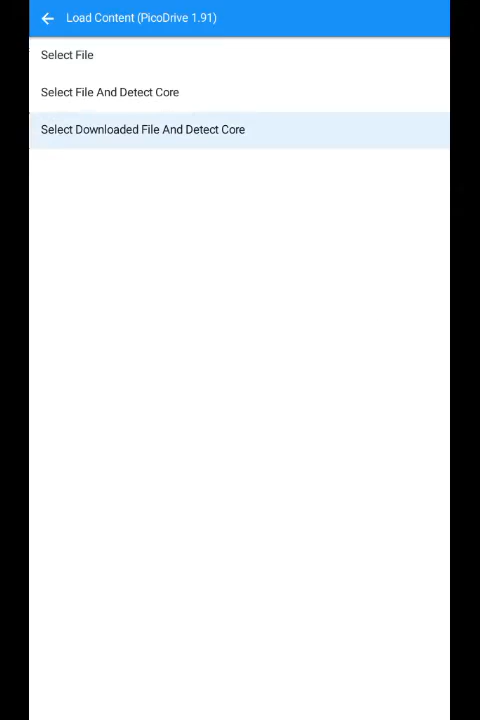 Load Content (PicoDrive 1.91)
Select File
Select File And Detect Core
Select Downloaded File And Detect Core